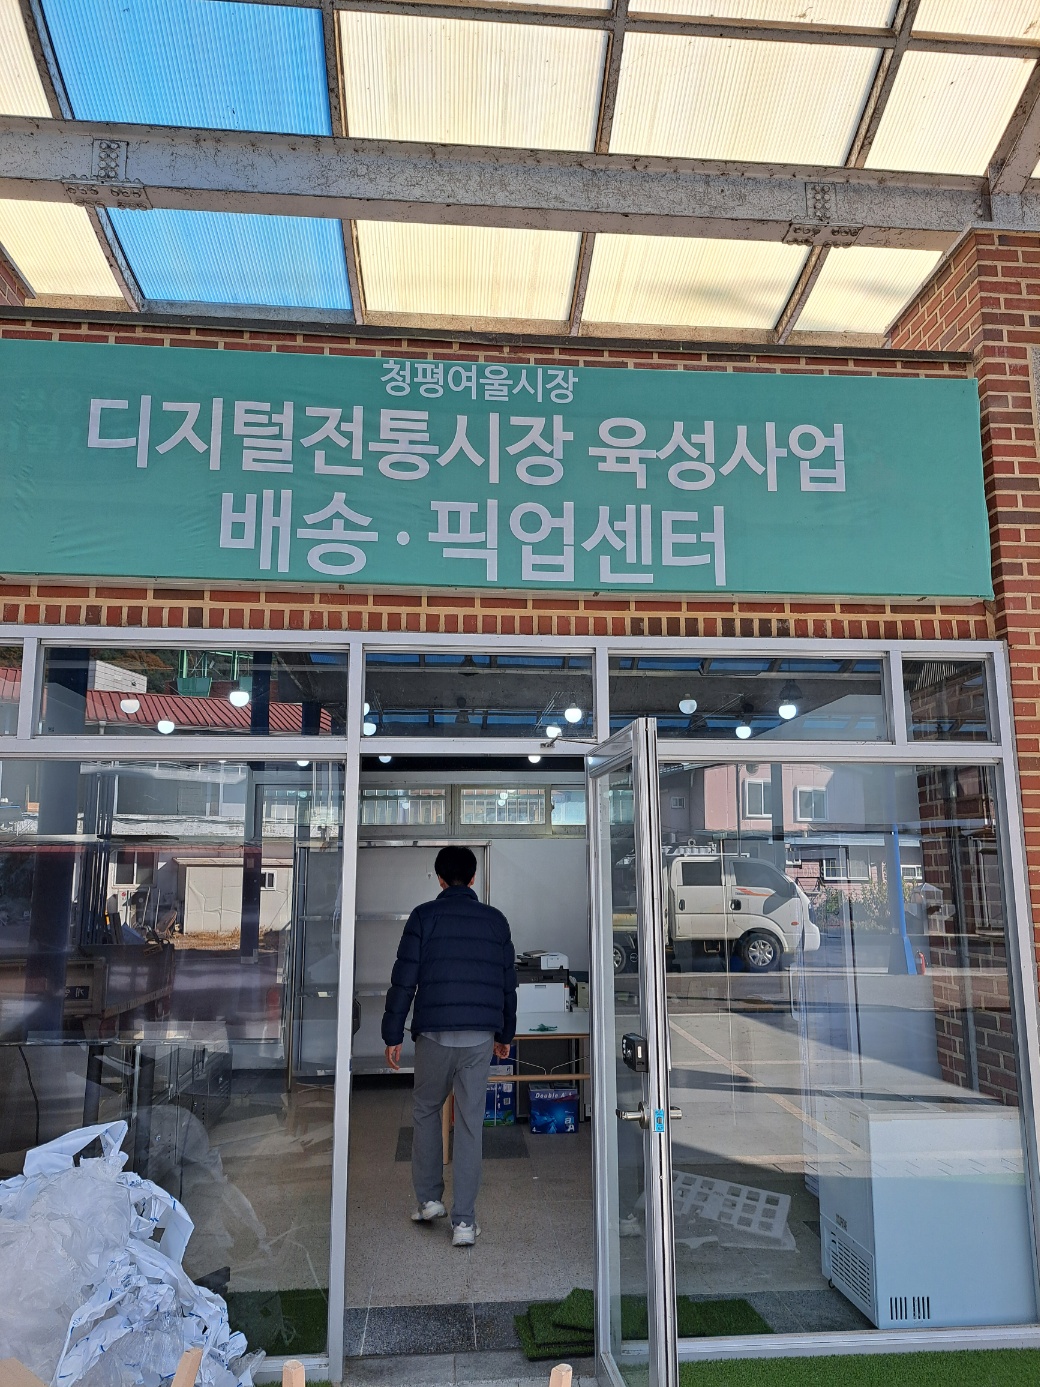 청평여울시장
디지털전통시장 육성사업
배송·픽업센터
Double A